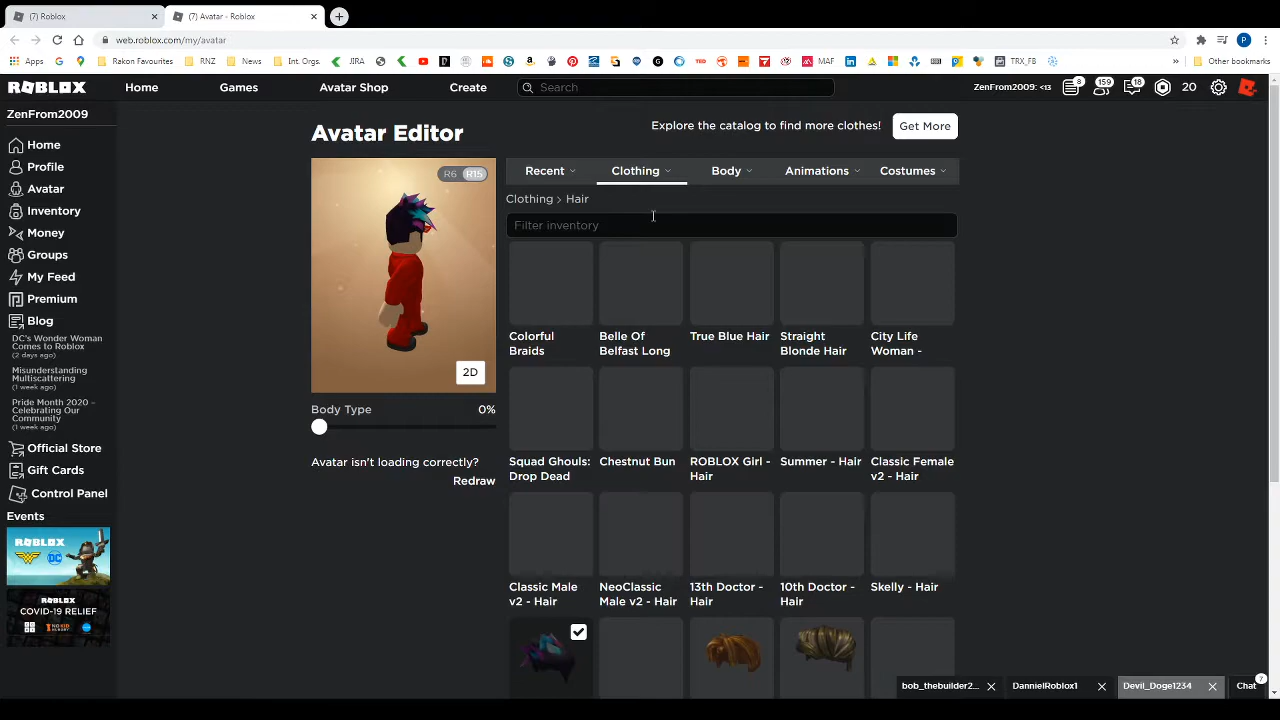 (7) Roblox
(7) Avatar - Roblox
web.roblox.com/my/avatar
Apps
Rakon Favourites
RNZ
News
Int. Orgs.
JIRA
TED
MAF
TRX_FB
Other bookmarks
ROBLOX
Home
Games
Avatar Shop
Create
Search
ZenFrom2009: <13
8
159
18
20
ZenFrom2009
Home
Profile
Avatar
Inventory
Money
Groups
My Feed
Premium
Blog
DC's Wonder Woman
Comes to Roblox
(2 days ago)
Misunderstanding
Multiscattering
(1 week ago)
Pride Month 2020 –
Celebrating Our
Community
(1 week ago)
Official Store
Gift Cards
Control Panel
Events
ROBLOX
DC
ROBLOX
COVID-19 RELIEF
Avatar Editor
Explore the catalog to find more clothes!
Get More
R6
R15
2D
Body Type
0%
Avatar isn't loading correctly?
Redraw
Recent
Clothing
Body
Animations
Costumes
Clothing > Hair
Filter inventory
Colorful
Braids
Belle Of
Belfast Long
True Blue Hair
Straight
Blonde Hair
City Life
Woman -
Squad Ghouls:
Drop Dead
Chestnut Bun
ROBLOX Girl -
Hair
Summer - Hair
Classic Female
v2 - Hair
Classic Male
v2 - Hair
NeoClassic
Male v2 - Hair
13th Doctor -
Hair
10th Doctor -
Hair
Skelly - Hair
bob_thebuilder2...
DannielRoblox1
Devil_Doge1234
Chat
7